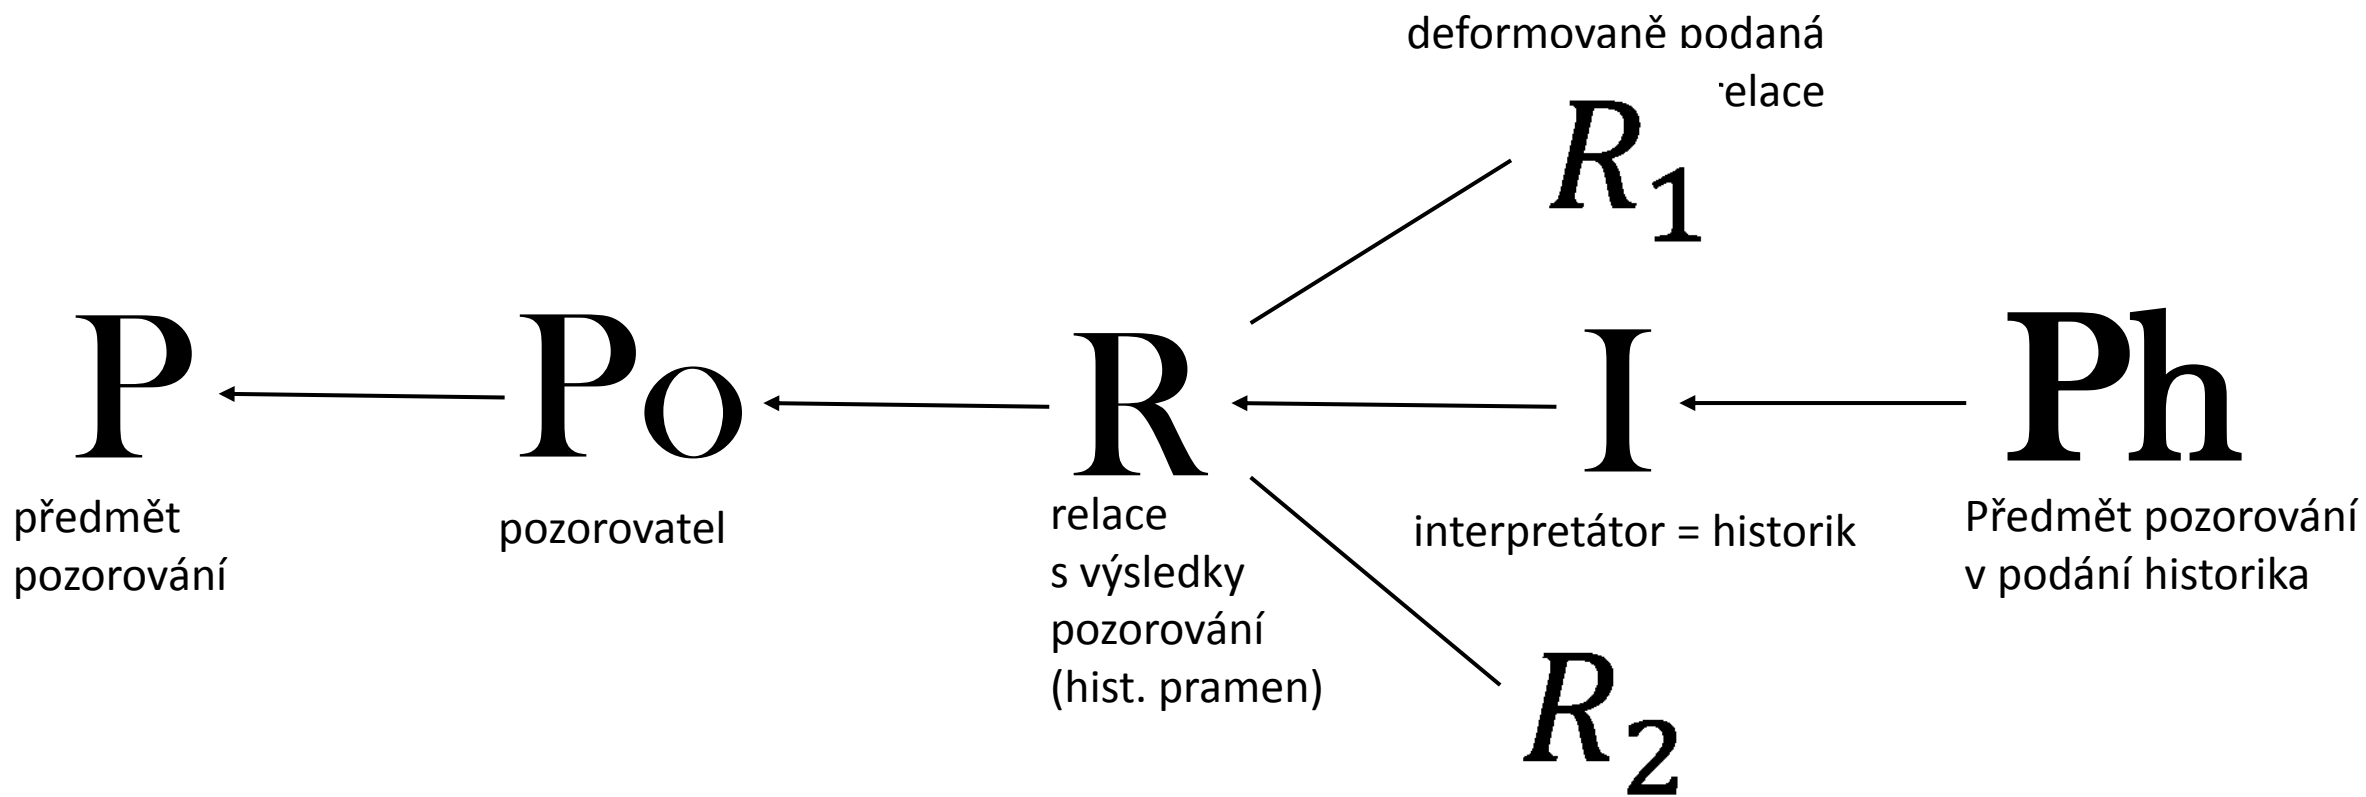 deformovaně podaná
relace
R1
P
Po
R
I
Ph
předmět
pozorování
pozorovatel
relace
s výsledky
pozorování
(hist. pramen)
interpretátor = historik
Předmět pozorování
v podání historika
R2